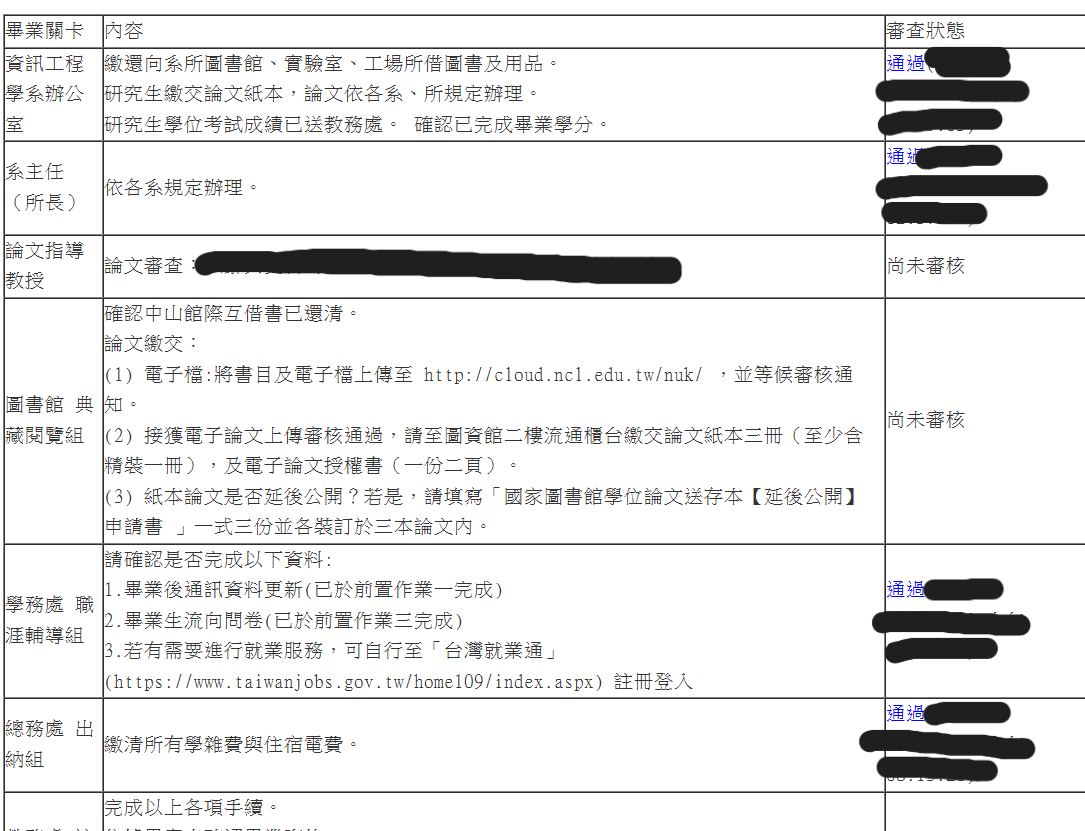 畢業關卡 內容 審查狀態
資訊工程學系辦公室
繳還向系所圖書館、實驗室、工場所借圖書及用品。
研究生繳交論文紙本，論文依各系、所規定辦理。
研究生學位考試成績已送教務處。 確認已完成畢業學分。
通過
系主任（所長）
依各系規定辦理。
通過
論文指導教授
論文審查：
尚未審核
圖書館 典藏閱覽組
確認中山館際互借書已還清。
論文繳交：
(1) 電子檔:將書目及電子檔上傳至 http://cloud.ncl.edu.tw/nuk/ ，並等候審核通
知。
(2) 接獲電子論文上傳審核通過，請至圖資館二樓流通櫃台繳交論文紙本三冊（至少含
精裝一冊），及電子論文授權書（一份二頁）。
(3) 紙本論文是否延後公開？若是，請填寫「國家圖書館學位論文送存本【延後公開】
申請書 」一式三份並各裝訂於三本論文內。
尚未審核
學務處 職涯輔導組
請確認是否完成以下資料:
1.畢業後通訊資料更新(已於前置作業一完成)
2.畢業生流向問卷(已於前置作業三完成)
3.若有需要進行就業服務，可自行至「台灣就業通」
(https://www.taiwanjobs.gov.tw/home109/index.aspx) 註冊登入
通過
總務處 出納組
繳清所有學雜費與住宿電費。
通過
完成以上各項手續。